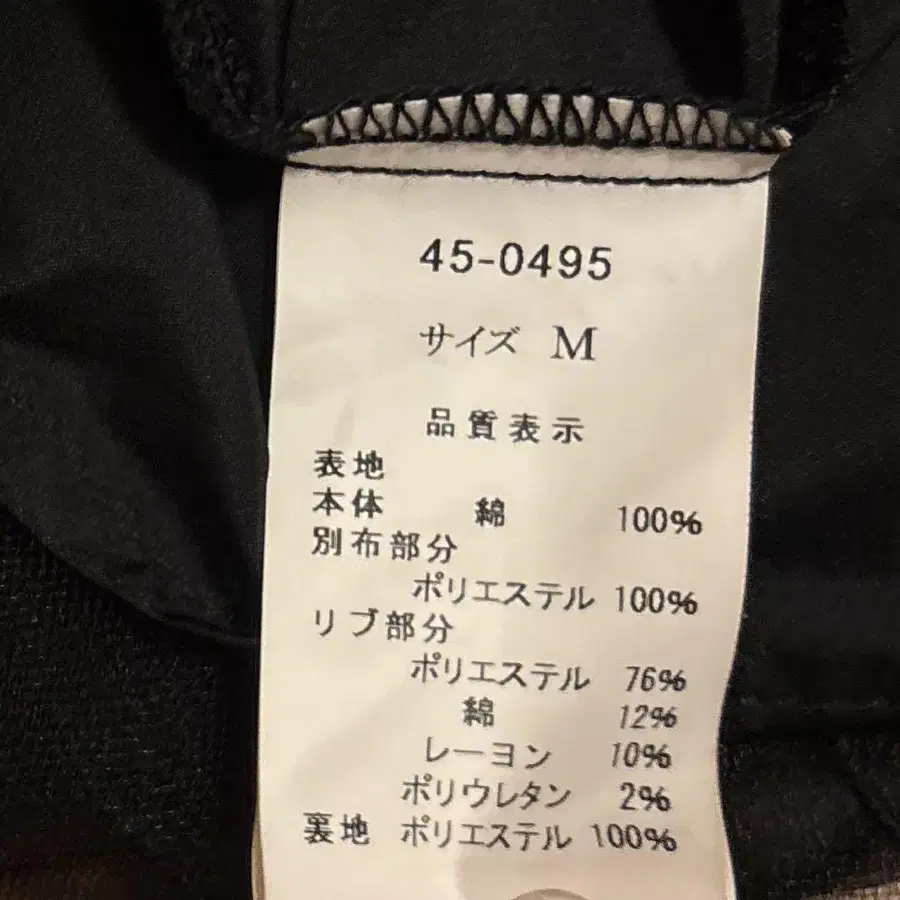 45-0495
サイズ M
品質表示
表地
本体 綿 100%
別布部分
ポリエステル 100%
リブ部分
ポリエステル 76%
綿 12%
レーヨン 10%
ポリウレタン 2%
裏地 ポリエステル 100%